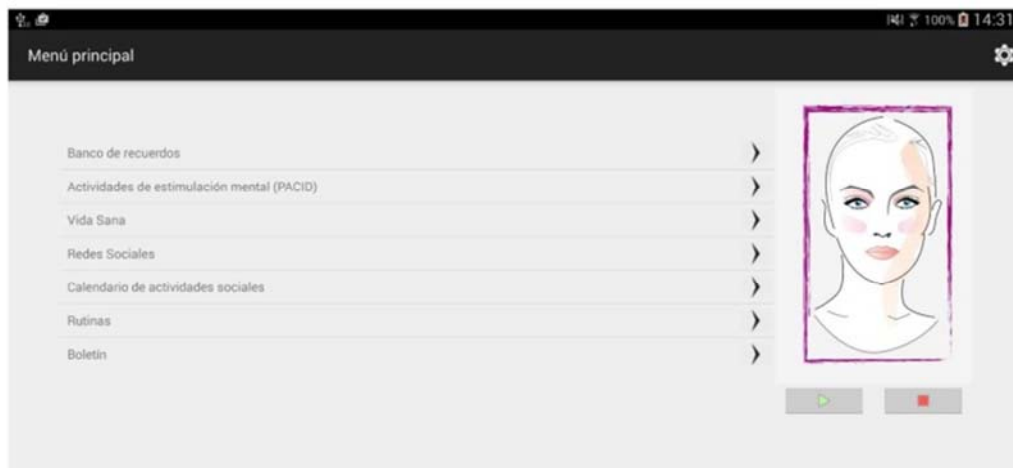 100% 14:31
Menú principal
Banco de recuerdos
Actividades de estimulación mental (PACID)
Vida Sana
Redes Sociales
Calendario de actividades sociales
Rutinas
Boletín